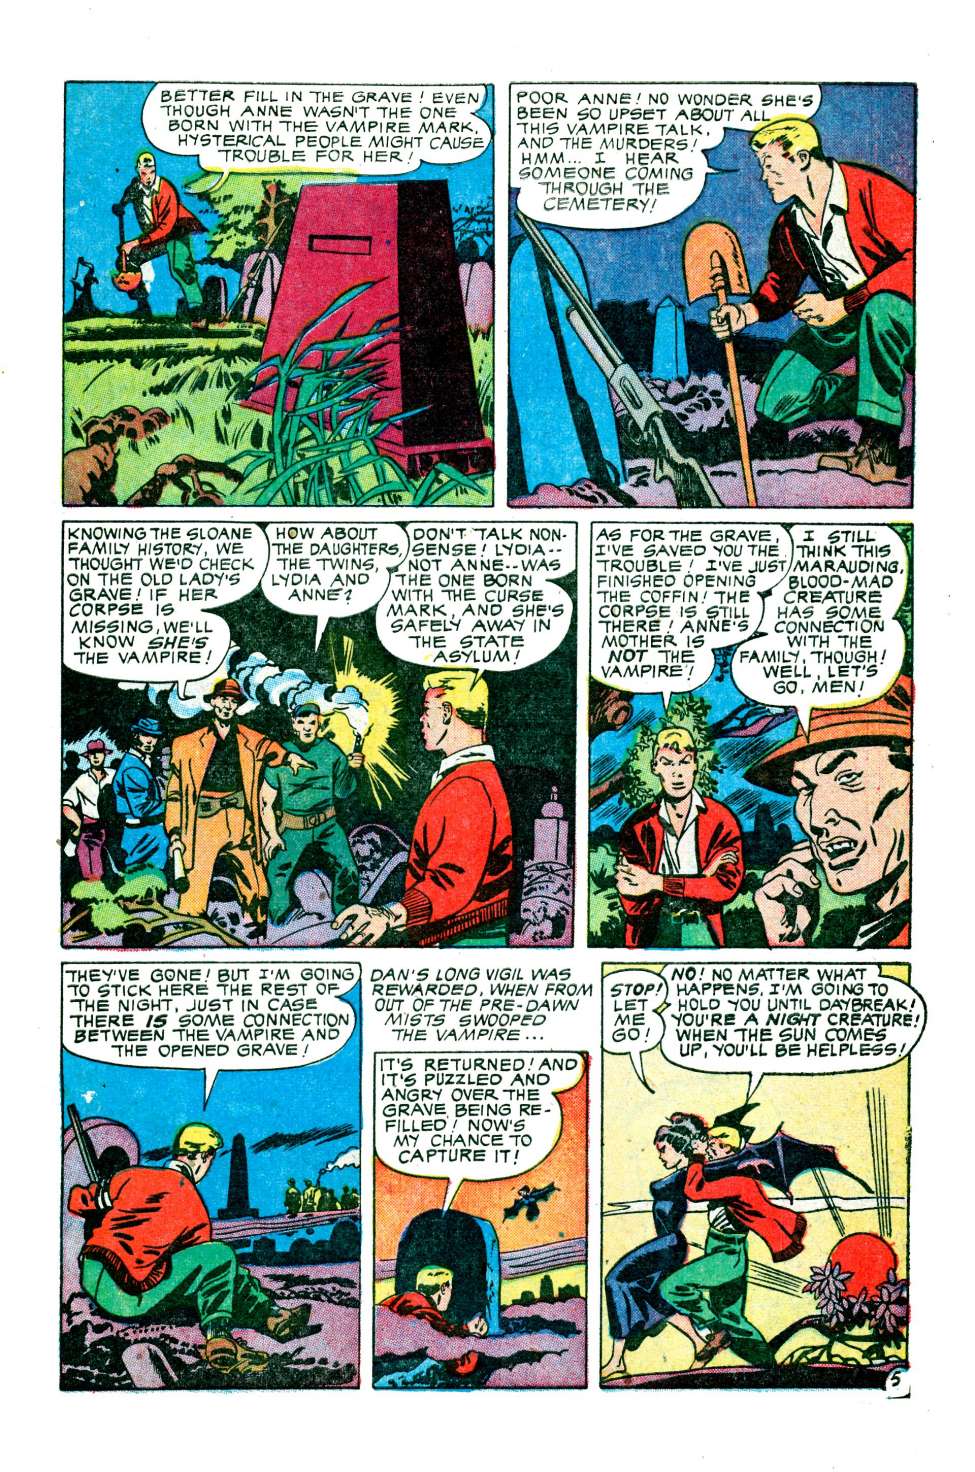 BETTER FILL IN THE GRAVE! EVEN
THOUGH ANNE WASN'T THE ONE
BORN WITH THE VAMPIRE MARK,
HYSTERICAL PEOPLE MIGHT CAUSE
TROUBLE FOR HER!
POOR ANNE! NO WONDER SHE'S
BEEN SO UPSET ABOUT ALL
THIS VAMPIRE TALK,
AND THE MURDERS!
HMM... I HEAR
SOMEONE COMING
THROUGH THE
CEMETERY!
KNOWING THE SLOANE
FAMILY HISTORY, WE
THOUGHT WE'D CHECK
ON THE OLD LADY'S
GRAVE! IF HER
CORPSE IS
MISSING, WE'LL
KNOW SHE'S
THE VAMPIRE!
HOW ABOUT
THE DAUGHTERS,
THE TWINS,
LYDIA AND
ANNE?
DON'T TALK NON-
SENSE! LYDIA--
NOT ANNE--WAS
THE ONE BORN
WITH THE CURSE
MARK, AND SHE'S
SAFELY AWAY IN
THE STATE
ASYLUM!
AS FOR THE GRAVE,
I'VE SAVED YOU THE
TROUBLE! I'VE JUST
FINISHED OPENING
THE COFFIN! THE
CORPSE IS STILL
THERE! ANNE'S
MOTHER IS
NOT THE
VAMPIRE!
I STILL
THINK THIS
MARAUDING,
BLOOD-MAD
CREATURE
HAS SOME
CONNECTION
WITH THE
FAMILY, THOUGH!
WELL, LET'S
GO, MEN!
THEY'VE GONE! BUT I'M GOING
TO STICK HERE THE REST OF
THE NIGHT, JUST IN CASE
THERE IS SOME CONNECTION
BETWEEN THE VAMPIRE AND
THE OPENED GRAVE!
DAN'S LONG VIGIL WAS
REWARDED, WHEN FROM
OUT OF THE PRE-DAWN
MISTS SWOOPED
THE VAMPIRE...
IT'S RETURNED! AND
IT'S PUZZLED AND
ANGRY OVER THE
GRAVE BEING RE-
FILLED! NOW'S
MY CHANCE TO
CAPTURE IT!
STOP!
LET
ME
GO!
NO! NO MATTER WHAT
HAPPENS, I'M GOING TO
HOLD YOU UNTIL DAYBREAK!
YOU'RE A NIGHT CREATURE!
WHEN THE SUN COMES
UP, YOU'LL BE HELPLESS!
5